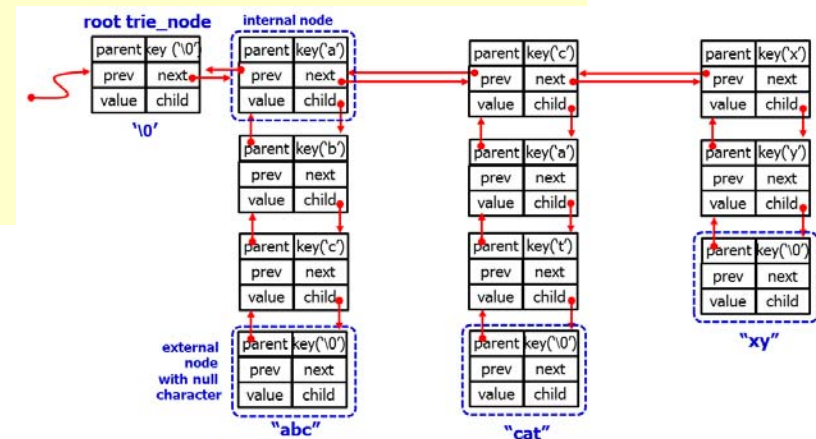 root trie_node
internal node
parent key ('\0')
prev next
value child
'\0'
parent key('a')
prev next
value child
parent key('b')
prev next
value child
parent key('c')
prev next
value child
parent key('\0')
prev next
value child
external
node
with null
character
"abc"
parent key('c')
prev next
value child
parent key('a')
prev next
value child
parent key('t')
prev next
value child
parent key('\0')
prev next
value child
"cat"
parent key('x')
prev next
value child
parent key('y')
prev next
value child
parent key('\0')
prev next
value child
"xy"